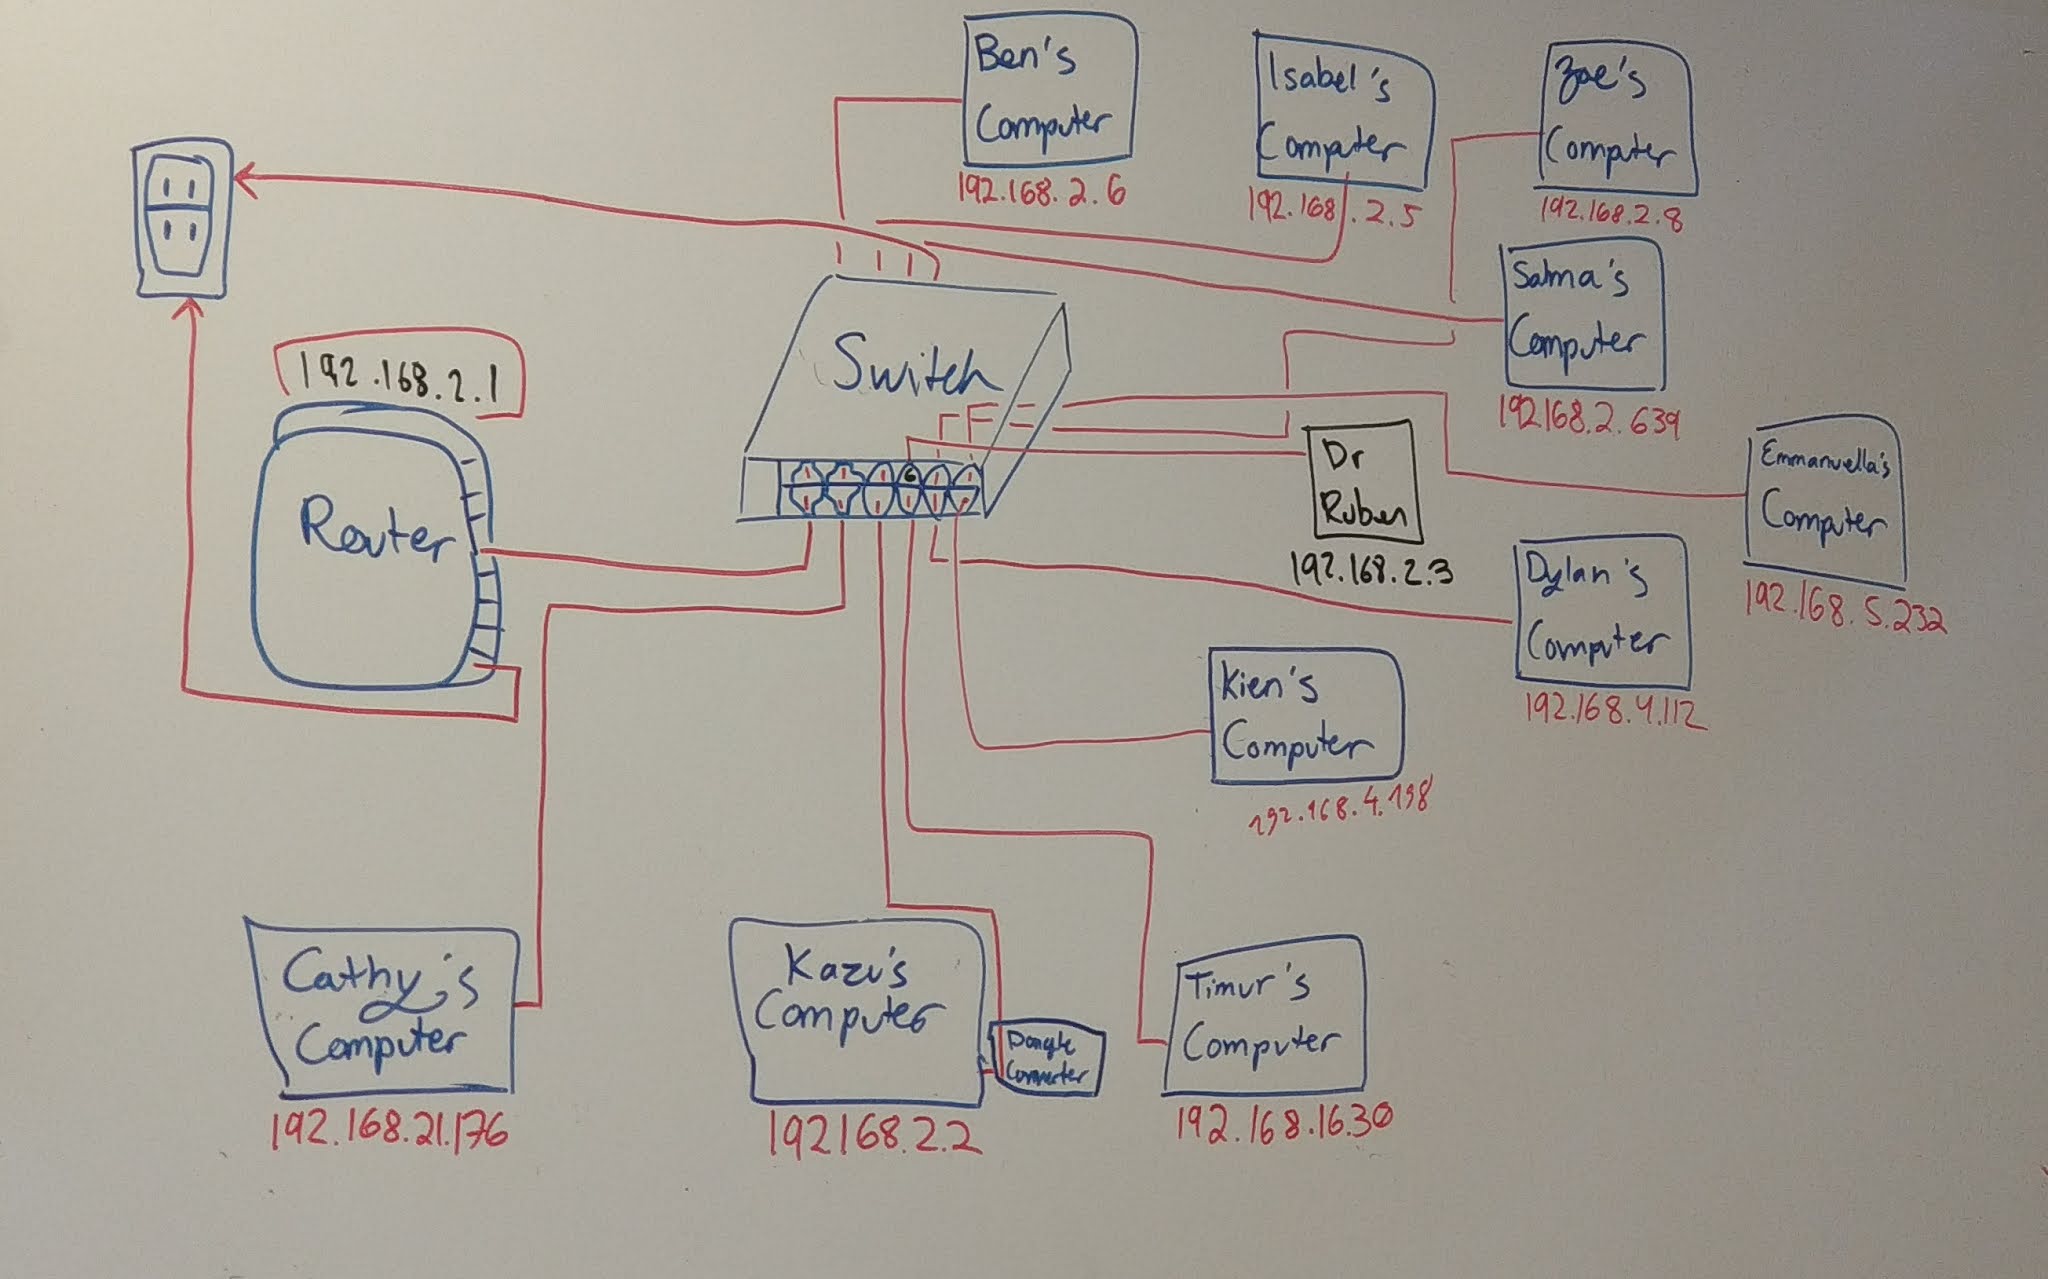 Ben's
Computer
192.168.2.6
Isabel's
Computer
192.168.2.5
Zoe's
Computer
192.168.2.8
Salma's
Computer
192168.2.639
192.168.2.1
Router
Switch
6
Dr
Ruben
192.168.2.3
Emmanuella's
Computer
192.168.5.232
Dylan's
Computer
192.168.4.112
Kien's
Computer
192.168.4.198
Cathy's
Computer
192.168.21.176
Kazu's
Computer
192168.2.2
Dongle
Converter
Timur's
Computer
192.168.16.30